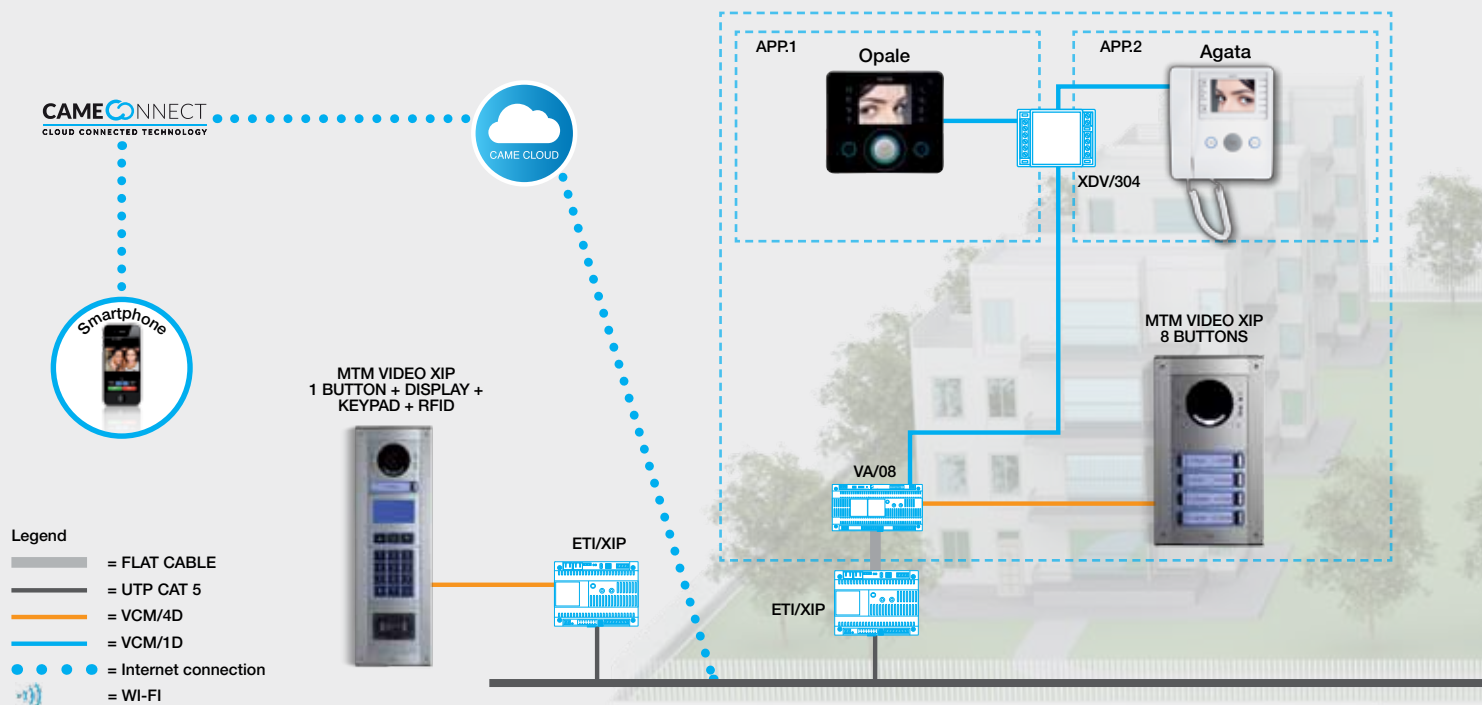 APP.1
Opale
APP.2
Agata
CAMECONNECT
CLOUD CONNECTED TECHNOLOGY
CAME CLOUD
XDV/304
Smartphone
MTM VIDEO XIP
8 BUTTONS
MTM VIDEO XIP
1 BUTTON + DISPLAY +
KEYPAD + RFID
VA/08
ETI/XIP
ETI/XIP
Legend
= FLAT CABLE
= UTP CAT 5
= VCM/4D
= VCM/1D
= Internet connection
= WI-FI